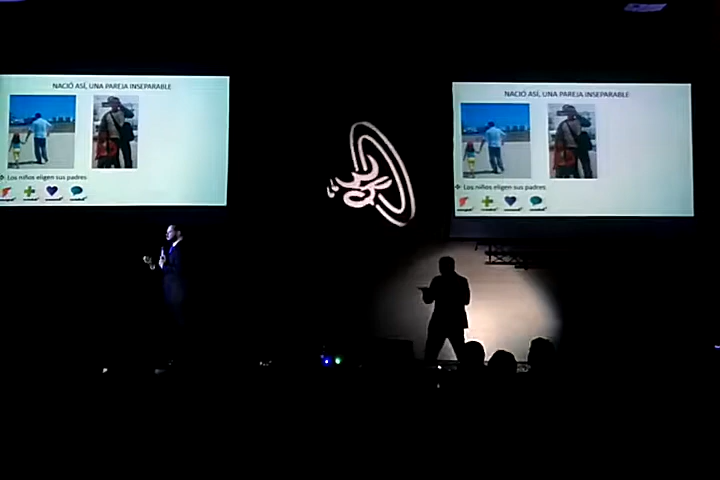 NACIÓ ASÍ, UNA PAREJA INSEPARABLE
Los niños eligen sus padres
NACIÓ ASÍ, UNA PAREJA INSEPARABLE
Los niños eligen sus padres